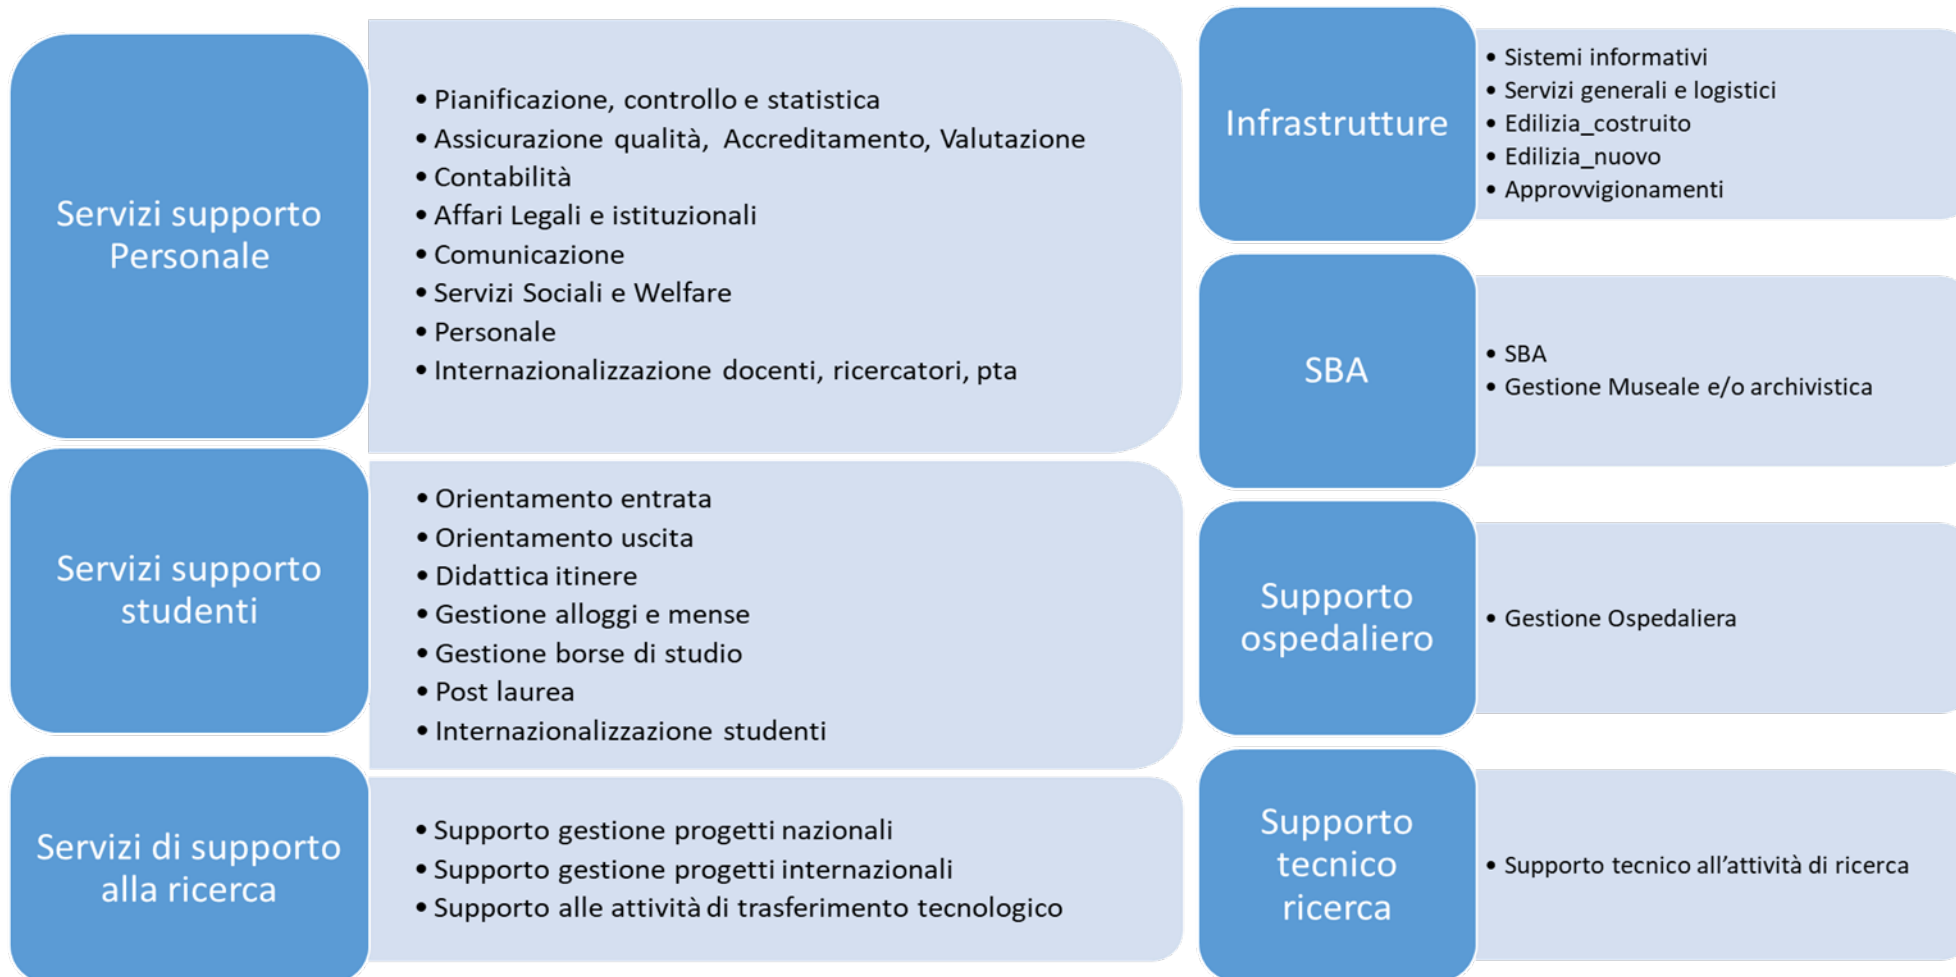 Servizi supporto
Personale
• Pianificazione, controllo e statistica
• Assicurazione qualità, Accreditamento, Valutazione
• Contabilità
• Affari Legali e istituzionali
• Comunicazione
• Servizi Sociali e Welfare
• Personale
• Internazionalizzazione docenti, ricercatori, pta
Servizi supporto
studenti
• Orientamento entrata
• Orientamento uscita
• Didattica itinere
• Gestione alloggi e mense
• Gestione borse di studio
• Post laurea
• Internazionalizzazione studenti
Servizi di supporto
alla ricerca
• Supporto gestione progetti nazionali
• Supporto gestione progetti internazionali
• Supporto alle attività di trasferimento tecnologico
Infrastrutture
• Sistemi informativi
• Servizi generali e logistici
• Edilizia_costruito
• Edilizia_nuovo
• Approvvigionamenti
SBA
• SBA
• Gestione Museale e/o archivistica
Supporto
ospedaliero
• Gestione Ospedaliera
Supporto
tecnico
ricerca
• Supporto tecnico all’attività di ricerca